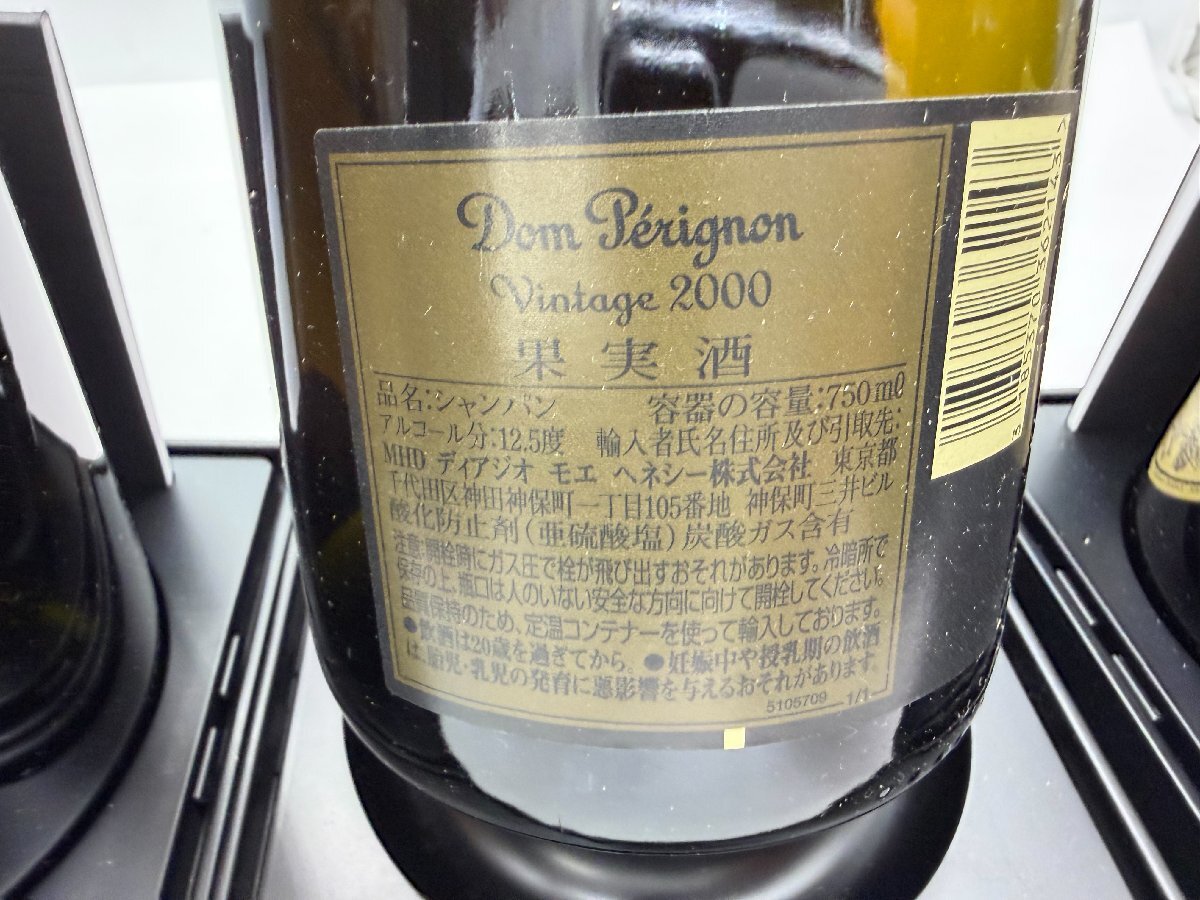 Dom Pérignon
Vintage 2000
果実酒
品名:シャンパン 容器の容量:750mℓ
アルコール分:12.5度 輸入者氏名住所及び引取先:
MHD ディアジオ モエ ヘネシー株式会社 東京都
千代田区神田神保町一丁目105番地 神保町三井ビル
酸化防止剤(亜硫酸塩)炭酸ガス含有
注意:開栓時にガス圧で栓が飛び出すおそれがあります。冷暗所で
保存の上、瓶口は人のいない安全な方向に向けて開栓してください。
品質保持のため、定温コンテナーを使って輸入しております。
●飲酒は20歳を過ぎてから。●妊娠中や授乳期の飲酒
は、胎児・乳児の発育に悪影響を与えるおそれがあります。
5105709 1/1